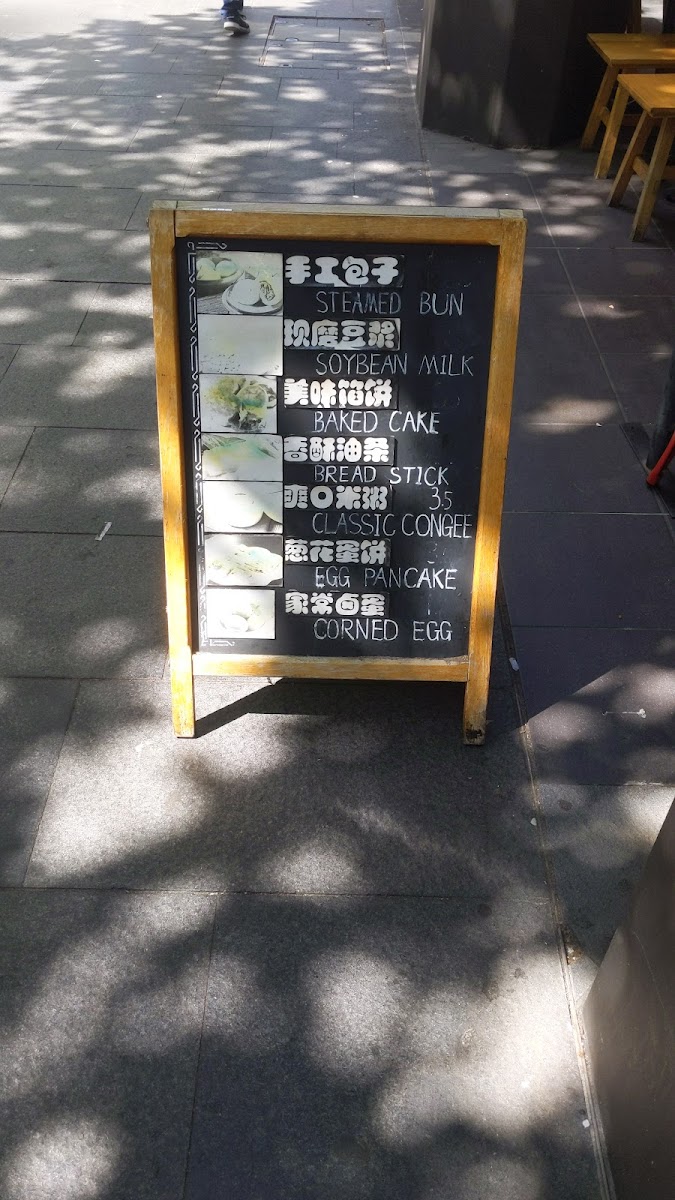 手工包子
STEAMED BUN
现磨豆浆
SOYBEAN MILK
美味馅饼
BAKED CAKE
香酥油条
BREAD STICK
爽口米粥 3.5
CLASSIC CONGEE
葱花蛋饼
EGG PANCAKE
家常卤蛋
CORNED EGG